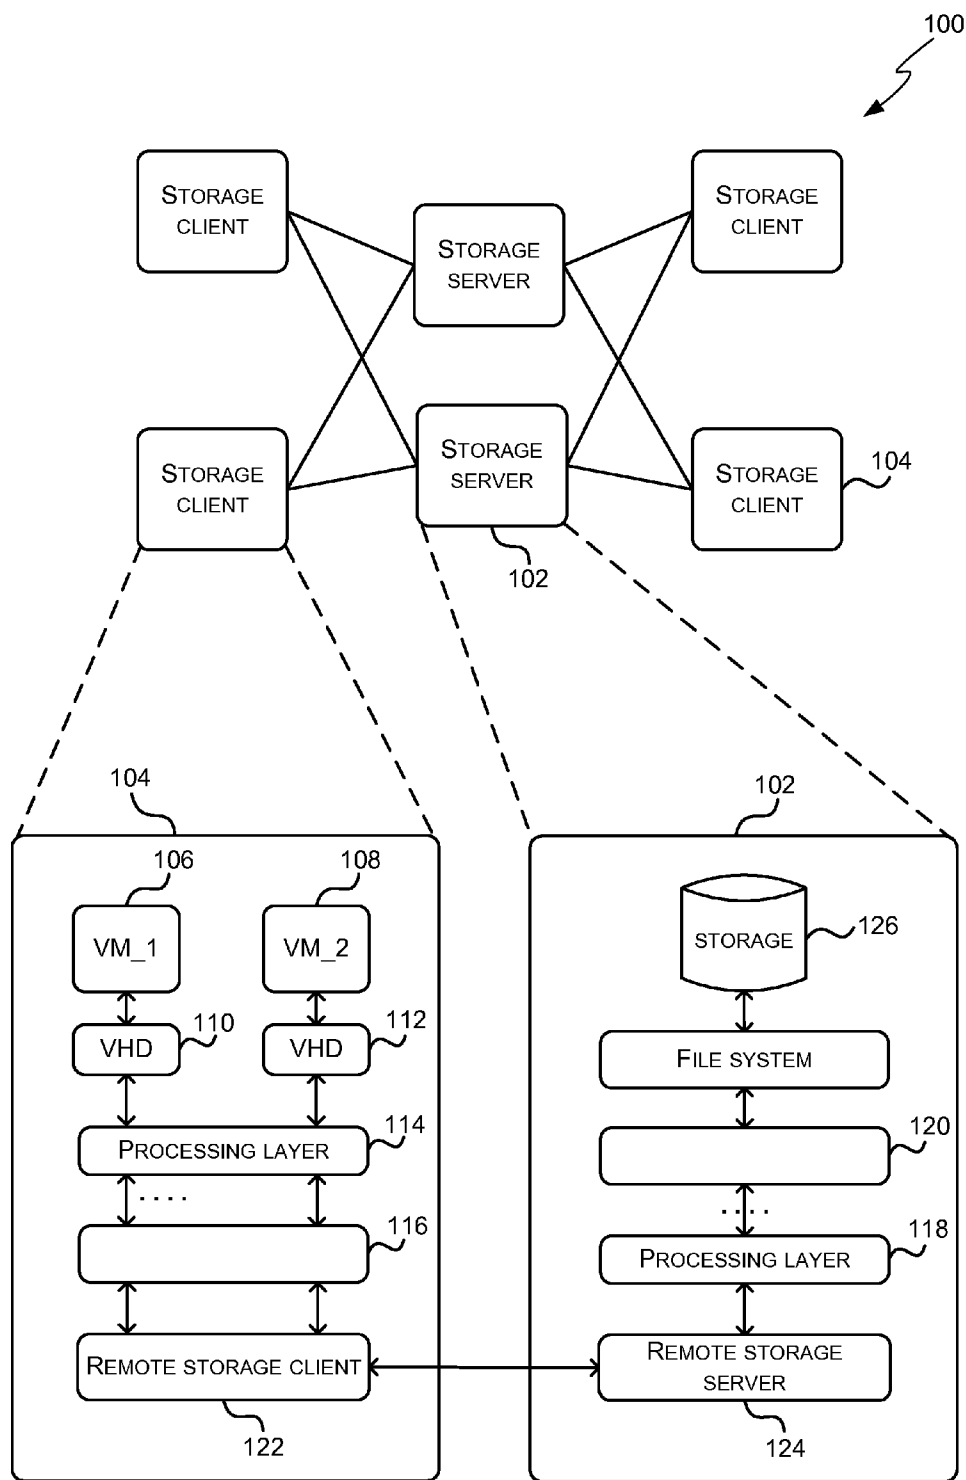 100
STORAGE
CLIENT
STORAGE
SERVER
STORAGE
CLIENT
STORAGE
CLIENT
STORAGE
SERVER
STORAGE
CLIENT
104
102
104
102
106
108
VM_1
VM_2
STORAGE
126
110
112
VHD
VHD
FILE SYSTEM
114
PROCESSING LAYER
120
....
116
.....
118
PROCESSING LAYER
REMOTE STORAGE CLIENT
REMOTE STORAGE
SERVER
122
124